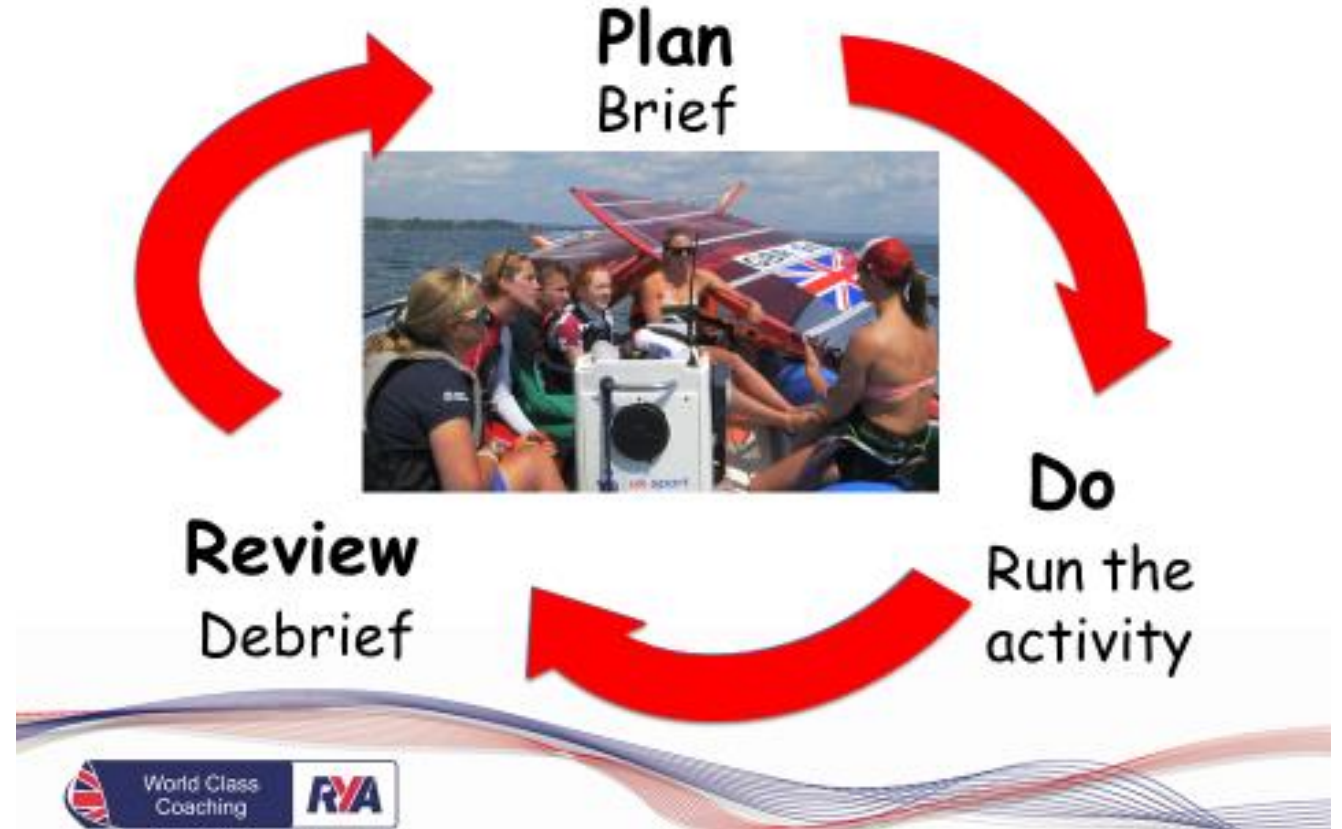 Plan
Brief
Do
Run the
activity
Review
Debrief
World Class
Coaching
RYA